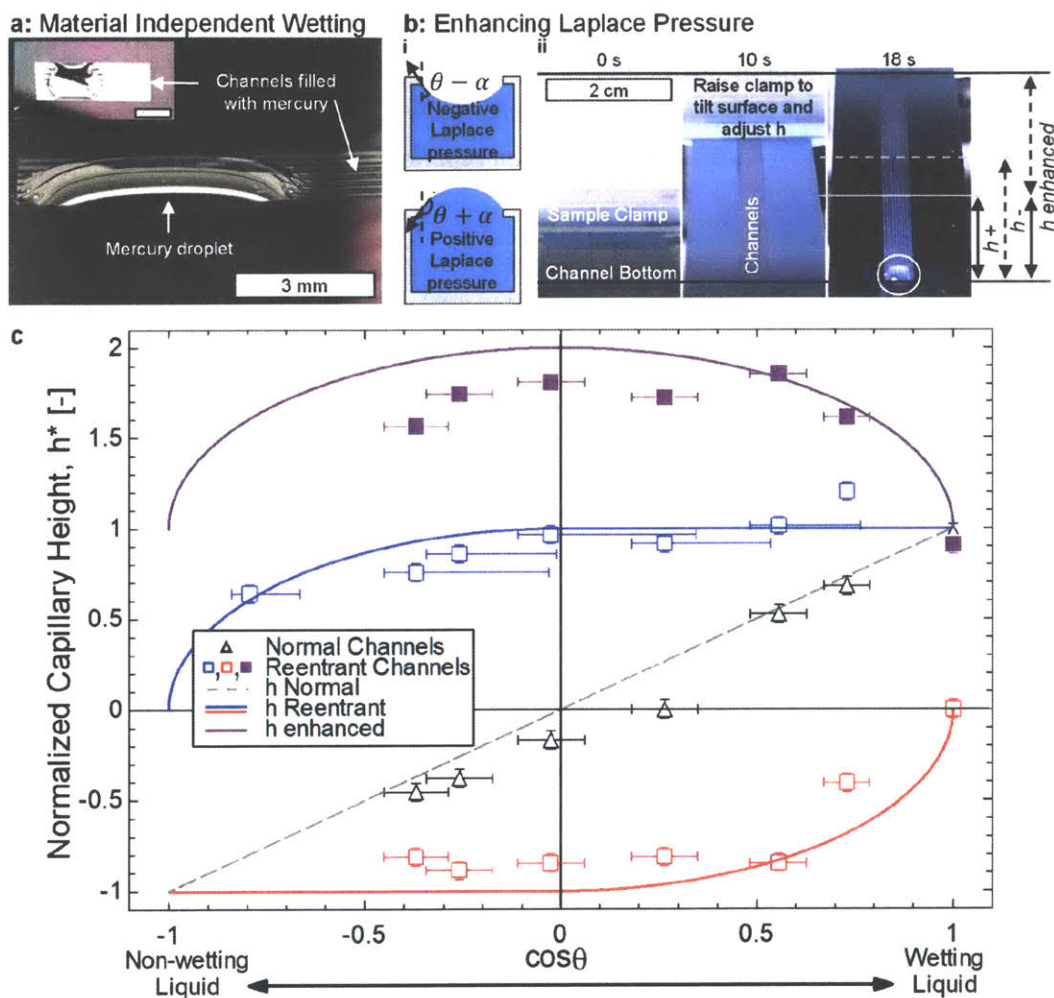 a: Material Independent Wetting
Channels filled
with mercury
Mercury droplet
3 mm
b: Enhancing Laplace Pressure
i
θ − α
Negative
Laplace
pressure
θ + α
Positive
Laplace
pressure
ii
0 s
10 s
18 s
2 cm
Raise clamp to
tilt surface and
adjust h
Sample Clamp
Channel Bottom
Channels
h+
h-
h enhanced
c
Normalized Capillary Height, h* [-]
2
1.5
1
0.5
0
-0.5
-1
Normal Channels
, , Reentrant Channels
h Normal
h Reentrant
h enhanced
-1
-0.5
0
0.5
1
Non-wetting
Liquid
cosθ
Wetting
Liquid